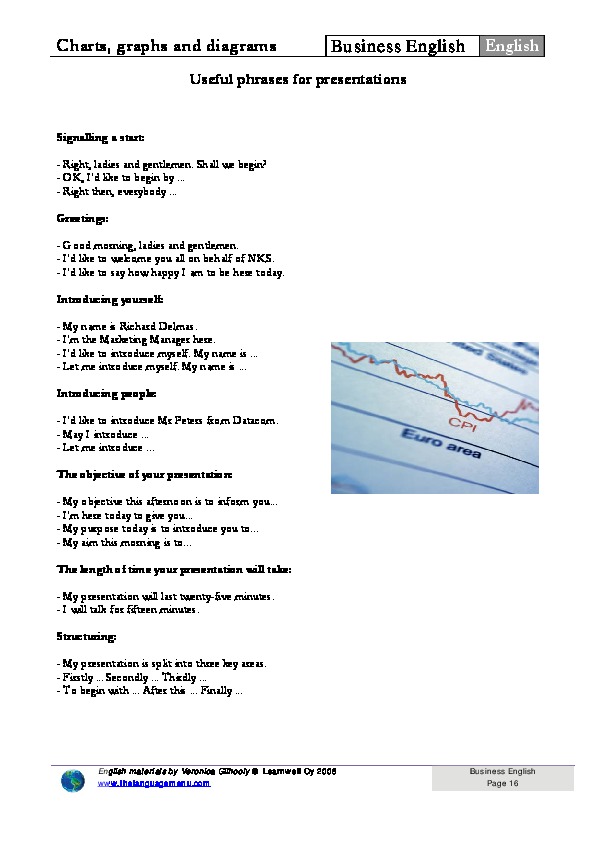 Charts, graphs and diagrams
Business English English
Useful phrases for presentations
Signalling a start:
- Right, ladies and gentlemen. Shall we begin?
- OK, I'd like to begin by ...
- Right then, everybody ...
Greetings:
- Good morning, ladies and gentlemen.
- I'd like to welcome you all on behalf of NKS.
- I'd like to say how happy I am to be here today.
Introducing yourself:
- My name is Richard Delmas.
- I'm the Marketing Manager here.
- I'd like to introduce myself. My name is ...
- Let me introduce myself. My name is ...
Introducing people:
- I'd like to introduce Ms Peters from Datacom.
- May I introduce ...
- Let me introduce ...
The objective of your presentation:
- My objective this afternoon is to inform you...
- I'm here today to give you...
- My purpose today is to introduce you to...
- My aim this morning is to...
The length of time your presentation will take:
- My presentation will last twenty-five minutes.
- I will talk for fifteen minutes.
Structuring:
- My presentation is split into three key areas.
- Firstly ... Secondly ... Thirdly ...
- To begin with ... After this ... Finally ...
CPI
Euro area
English materials by Veronica Gilhooly © Learnwell Oy 2006
www.thelanguagemenu.com
Business English
Page 16